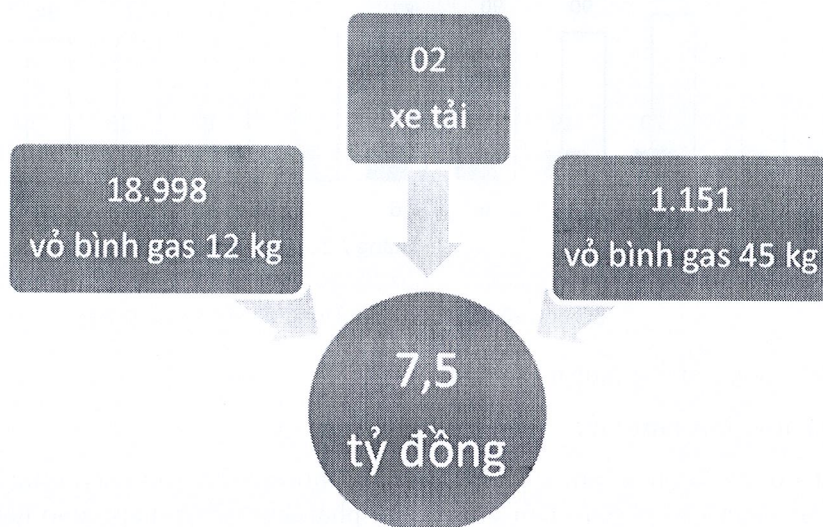 02
xe tải
18.998
vỏ bình gas 12 kg
1.151
vỏ bình gas 45 kg
7,5
tỷ đồng